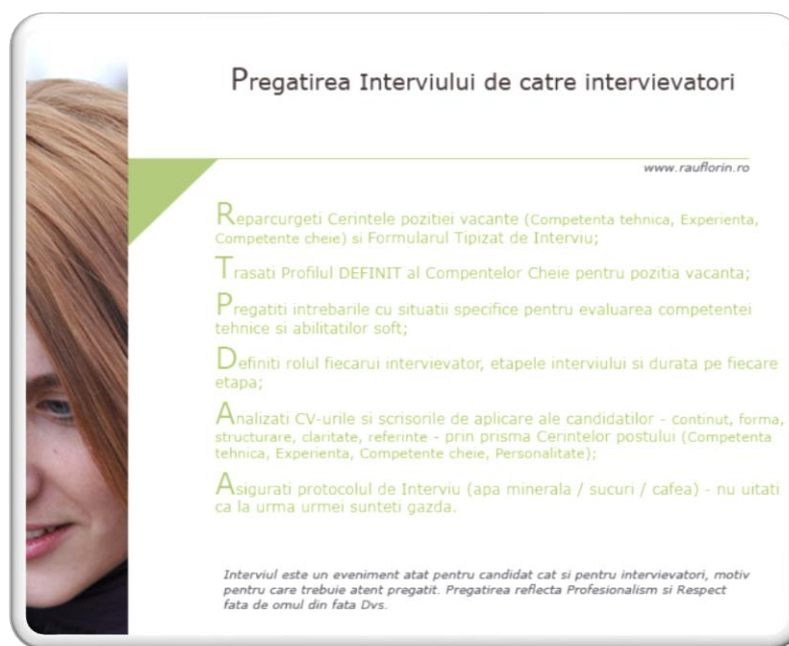 Pregatirea Interviului de catre intervievatori
www.rauflorin.ro
Reparcurgeti Cerintele pozitiei vacante (Competenta tehnica, Experienta,
Competente cheie) si Formularul Tipizat de Interviu;
Trasati Profilul DEFINIT al Compentelor Cheie pentru pozitia vacanta;
Pregatiti intrebarile cu situatii specifice pentru evaluarea competentei
tehnice si abilitatilor soft;
Definiti rolul fiecarui intervievator, etapele interviului si durata pe fiecare
etapa;
Analizati CV-urile si scrisorile de aplicare ale candidatilor - continut, forma,
structurare, claritate, referinte - prin prisma Cerintelor postului (Competenta
tehnica, Experienta, Competente cheie, Personalitate);
Asigurati protocolul de Interviu (apa minerala / sucuri / cafea) - nu uitati
ca la urma urmei sunteti gazda.
Interviul este un eveniment atat pentru candidat cat si pentru intervievatori, motiv
pentru care trebuie atent pregatit. Pregatirea reflecta Profesionalism si Respect
fata de omul din fata Dvs.